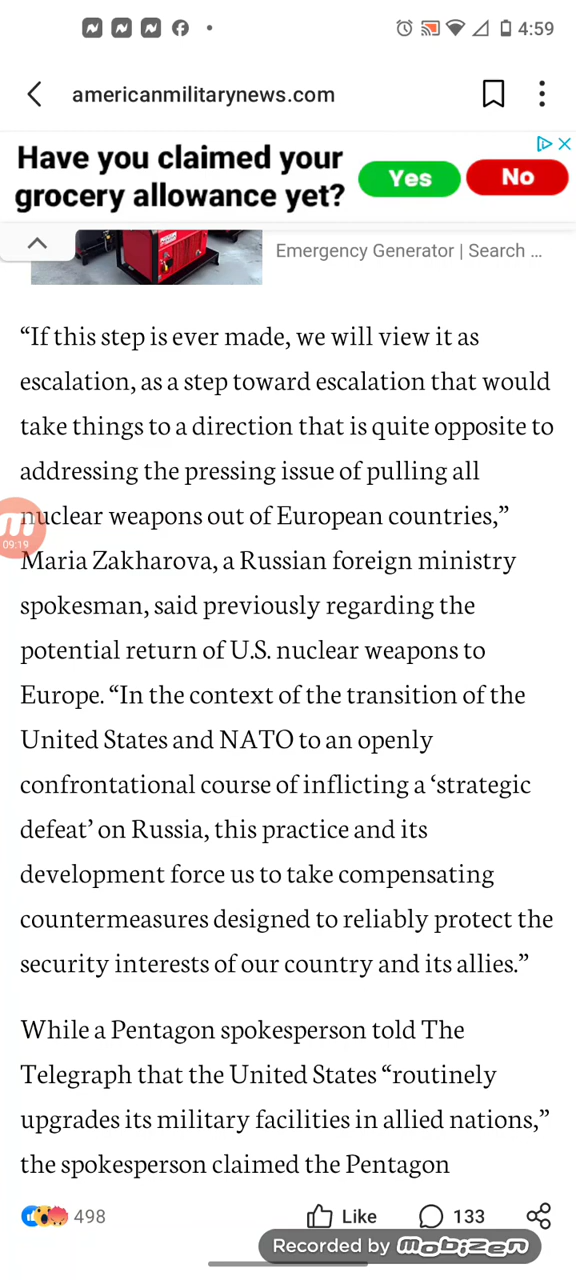 4:59
americanmilitarynews.com
Have you claimed your
grocery allowance yet?
Yes
No
Emergency Generator | Search ...
“If this step is ever made, we will view it as
escalation, as a step toward escalation that would
take things to a direction that is quite opposite to
addressing the pressing issue of pulling all
nuclear weapons out of European countries,”
09:19
Maria Zakharova, a Russian foreign ministry
spokesman, said previously regarding the
potential return of U.S. nuclear weapons to
Europe. “In the context of the transition of the
United States and NATO to an openly
confrontational course of inflicting a ‘strategic
defeat’ on Russia, this practice and its
development force us to take compensating
countermeasures designed to reliably protect the
security interests of our country and its allies.”
While a Pentagon spokesperson told The
Telegraph that the United States “routinely
upgrades its military facilities in allied nations,”
the spokesperson claimed the Pentagon
498
Like
133
Recorded by mobizen